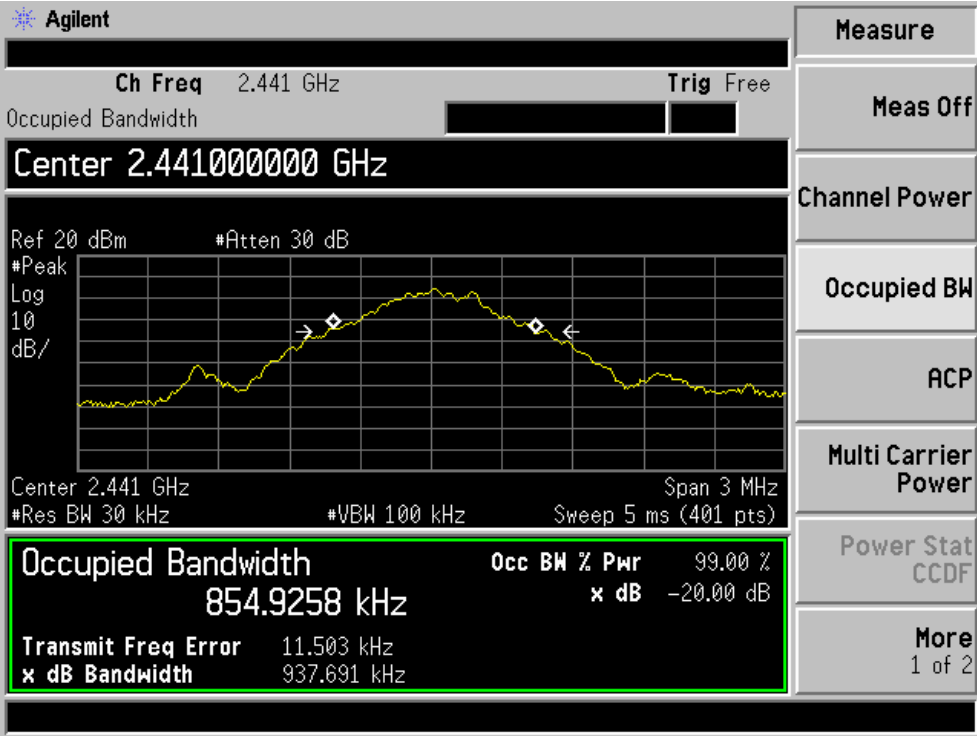 Agilent
Ch Freq 2.441 GHz Trig Free
Occupied Bandwidth
Center 2.441000000 GHz
Ref 20 dBm #Atten 30 dB
#Peak
Log
10
dB/
Center 2.441 GHz Span 3 MHz
#Res BW 30 kHz #VBW 100 kHz Sweep 5 ms (401 pts)
Occupied Bandwidth
854.9258 kHz
Occ BW % Pwr 99.00 %
x dB -20.00 dB
Transmit Freq Error 11.503 kHz
x dB Bandwidth 937.691 kHz
Measure
Meas Off
Channel Power
Occupied BW
ACP
Multi Carrier
Power
Power Stat
CCDF
More
1 of 2